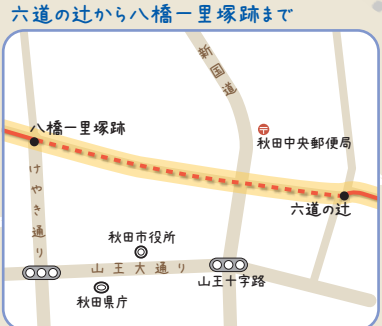 六道の辻から八橋一里塚跡まで
新国道
八橋一里塚跡
〒
秋田中央郵便局
けやき通り
六道の辻
秋田市役所
山王大通り
山王十字路
秋田県庁